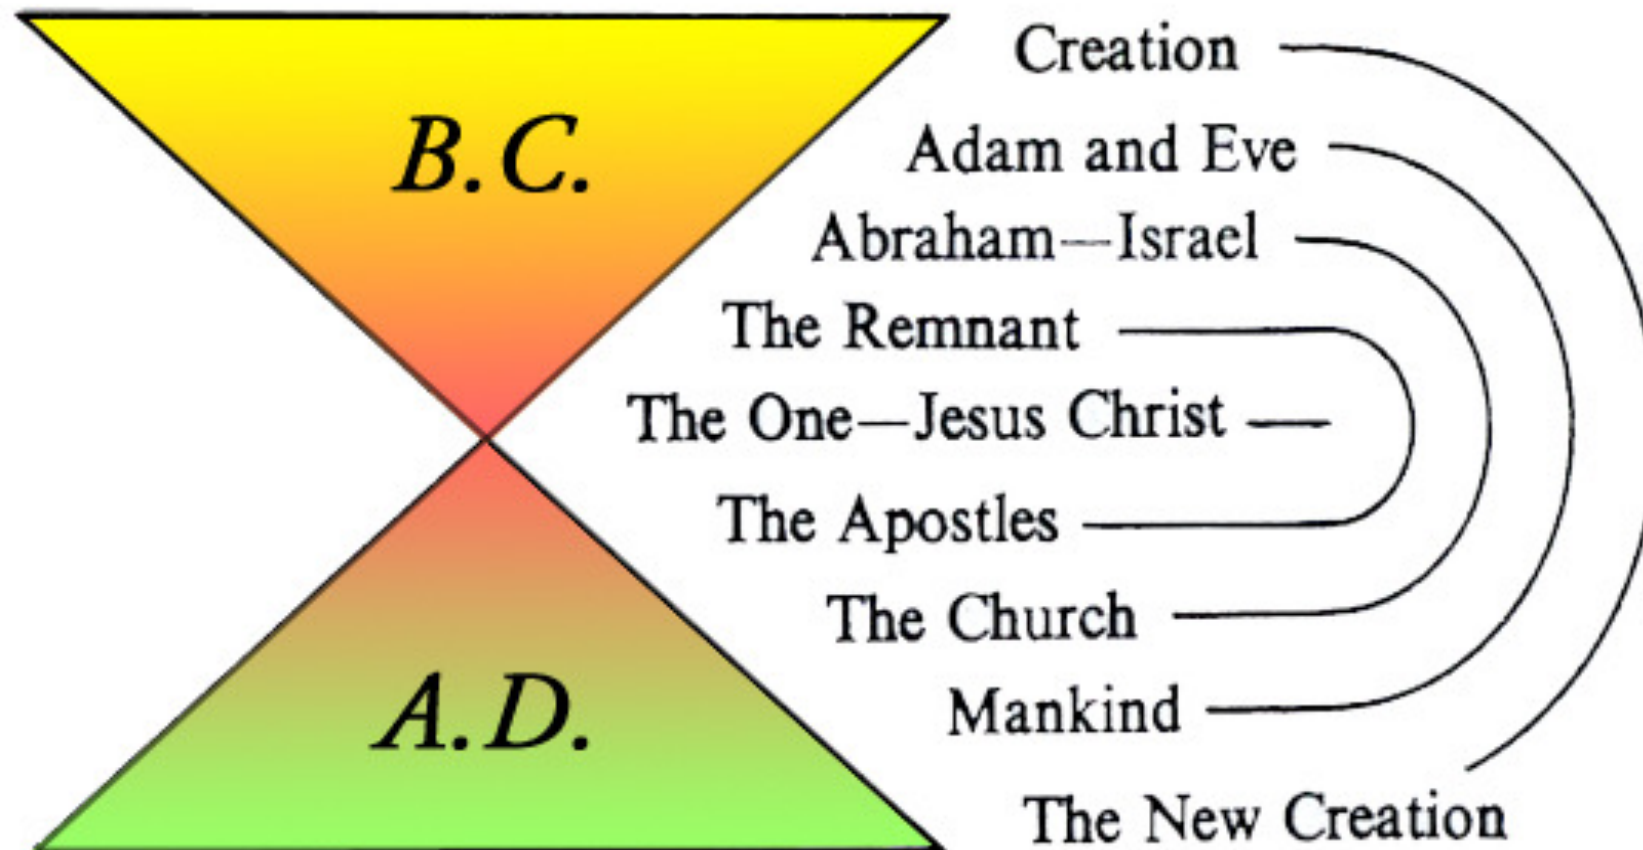 Creation
B.C.
Adam and Eve
Abraham—Israel
The Remnant
The One—Jesus Christ
The Apostles
The Church
A.D.
Mankind
The New Creation